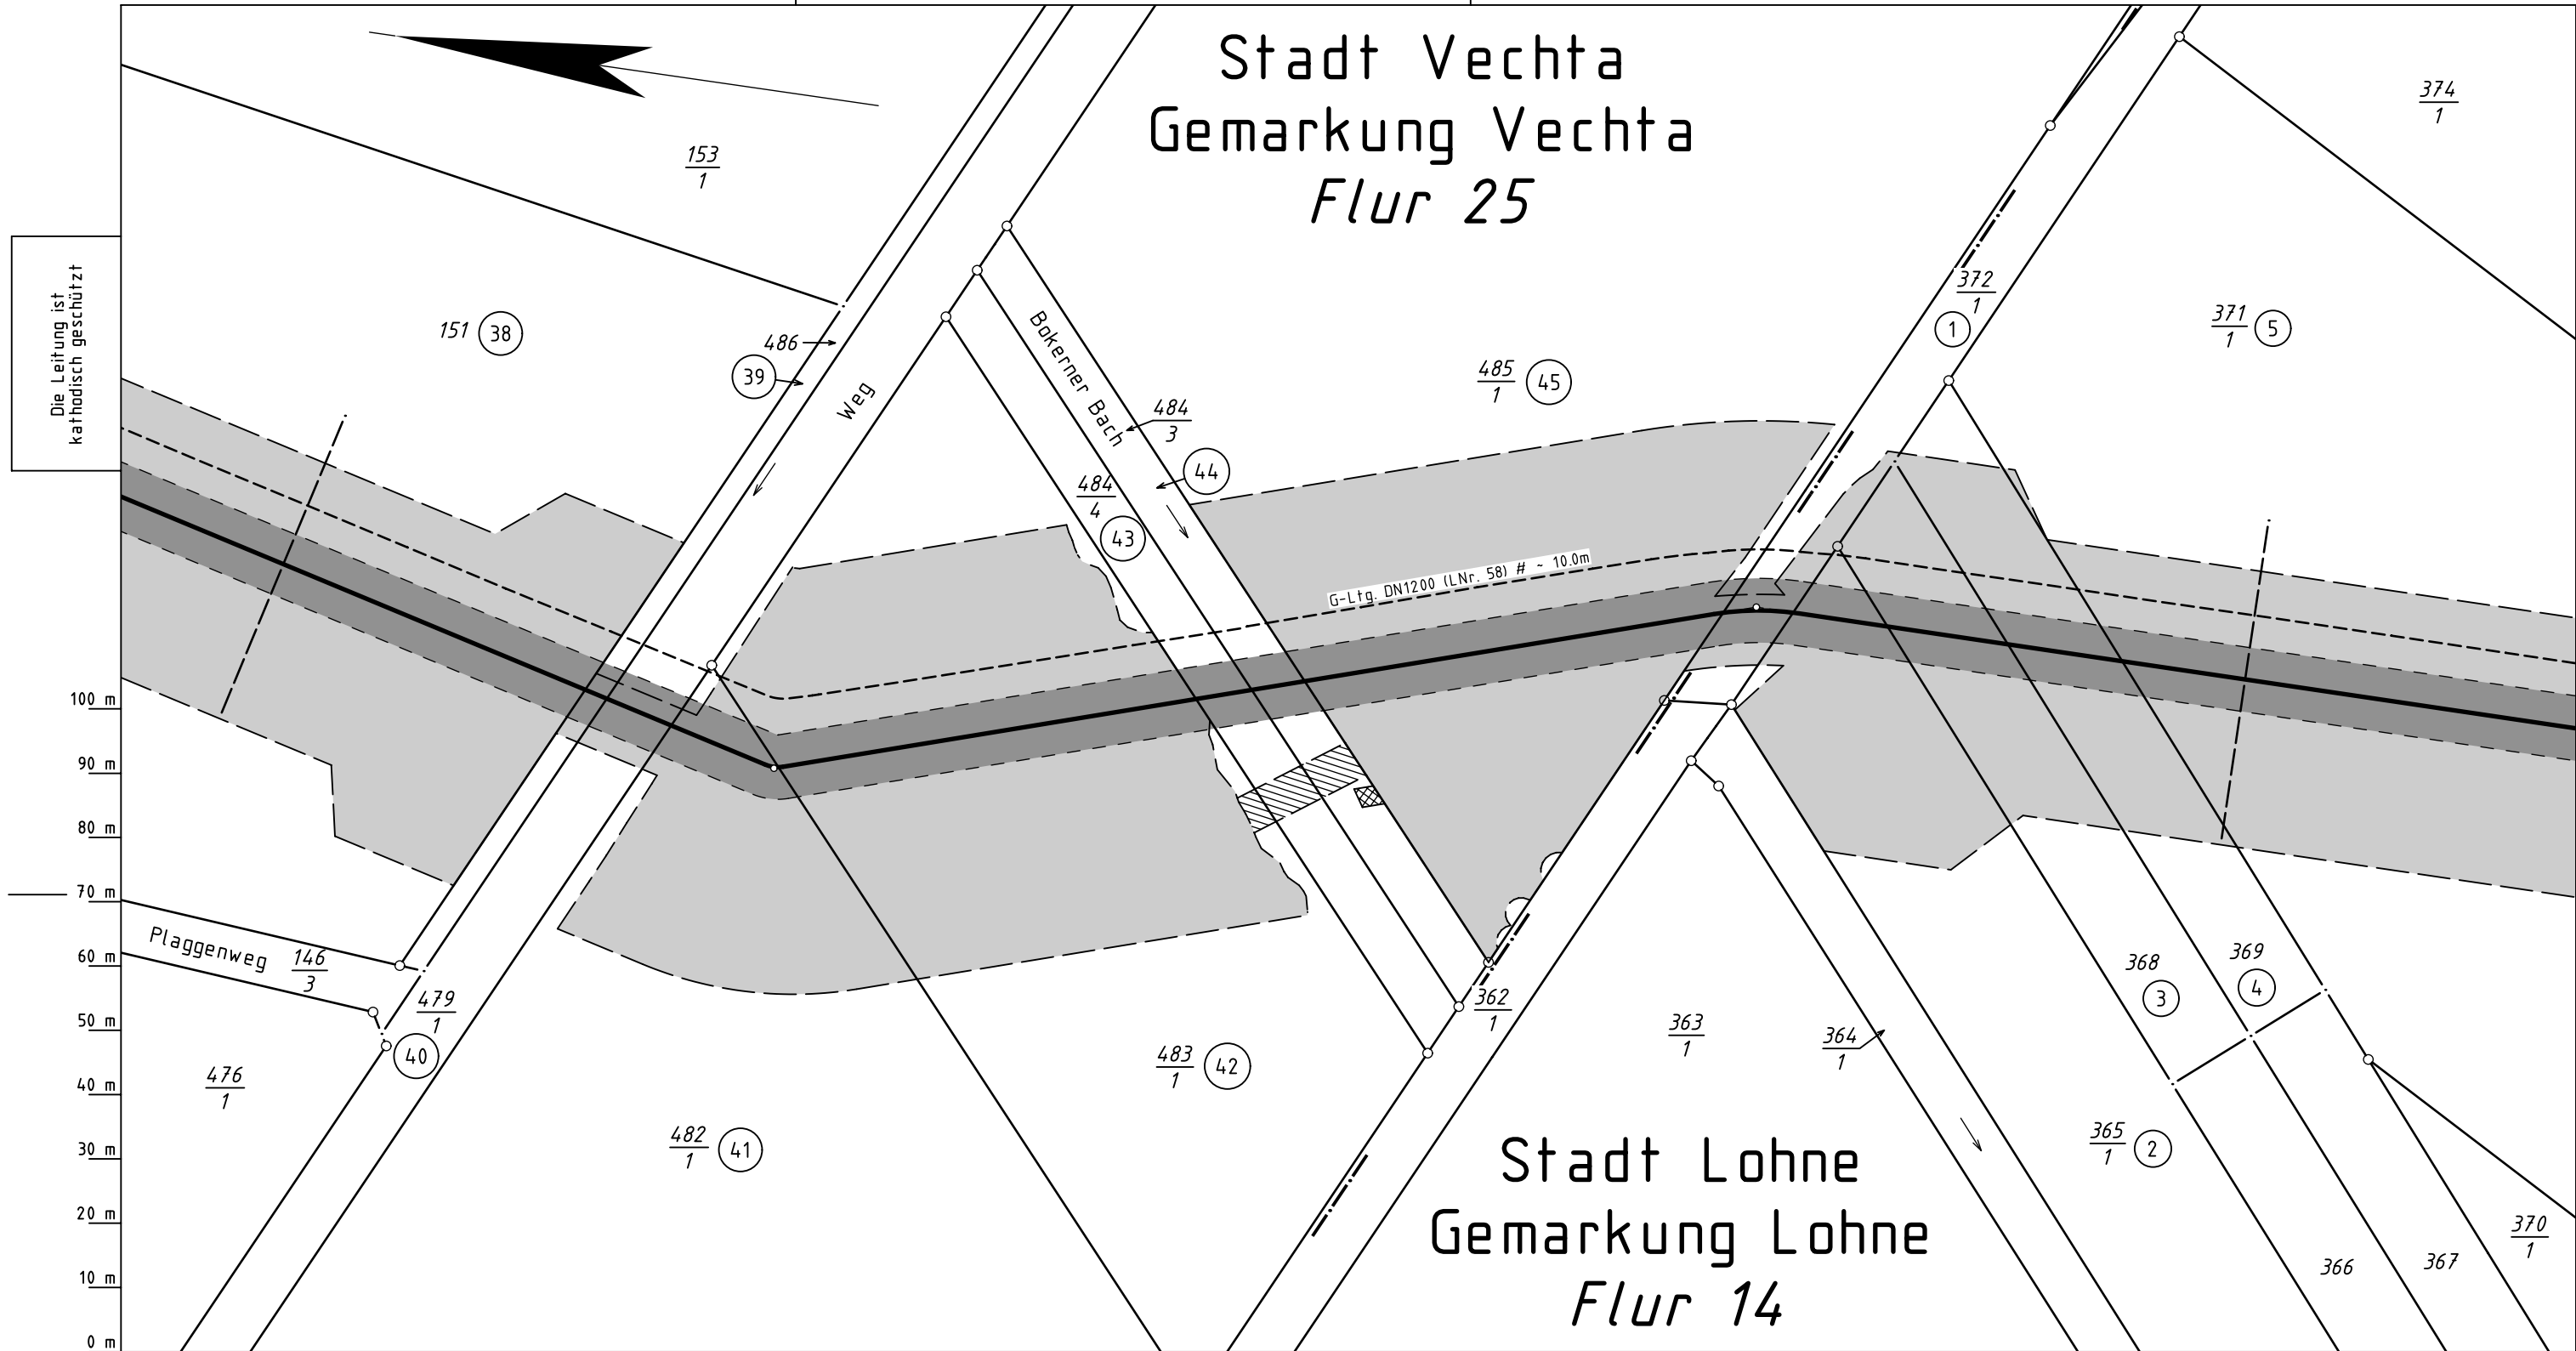 Stadt Vechta
Gemarkung Vechta
Flur 25
374
1
153
1
Die Leitung ist
kathodisch geschützt
151 38
486
39
Weg
Bokerner Bach
484
3
44
484
4
43
485
1
45
372
1
1
371
1
5
G-Ltg. DN1200 (LNr. 58) # ~ 10.0m
100 m
90 m
80 m
70 m
60 m
50 m
40 m
30 m
20 m
10 m
0 m
Plaggenweg
146
3
479
1
40
476
1
482
1
41
483
1
42
362
1
363
1
364
1
368
3
369
4
365
1
2
Stadt Lohne
Gemarkung Lohne
Flur 14
366
367
370
1